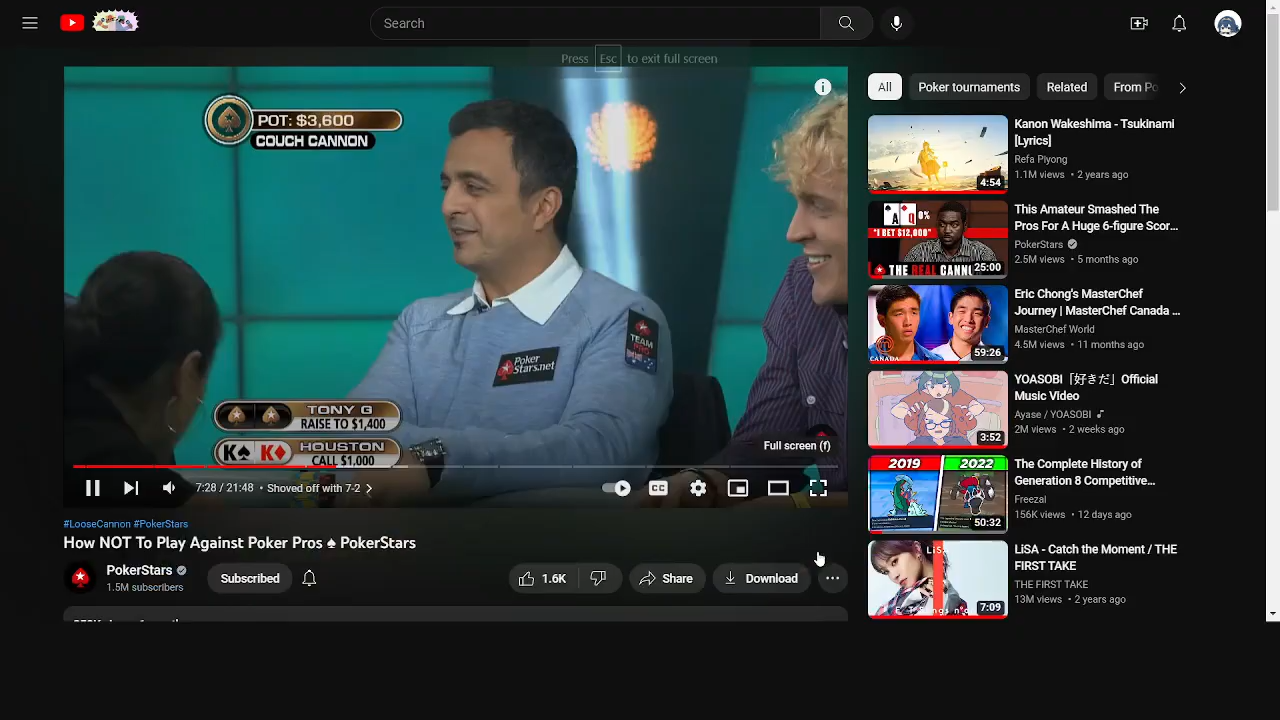 Search
Press Esc to exit full screen
POT: $3,600
COUCH CANNON
TEAM
PRO
Poker
Stars.net
TONY G
RAISE TO $1,400
K♠ K♦ HOUSTON
CALL $1,000
Full screen (f)
7:28 / 21:48 • Shoved off with 7-2
CC
#LooseCannon #PokerStars
How NOT To Play Against Poker Pros ♠ PokerStars
PokerStars
1.5M subscribers
Subscribed
1.6K
Share
Download
All
Poker tournaments
Related
From Po
Kanon Wakeshima - Tsukinami
[Lyrics]
Refa Piyong
1.1M views • 2 years ago
4:54
A Q 0%
"I BET $12,000"
THE REAL CANN
25:00
This Amateur Smashed The
Pros For A Huge 6-figure Scor...
PokerStars
2.5M views • 5 months ago
CANADA
59:26
Eric Chong's MasterChef
Journey | MasterChef Canada ...
MasterChef World
4.5M views • 11 months ago
3:52
YOASOBI「好きだ」Official
Music Video
Ayase / YOASOBI
2M views • 2 weeks ago
2019 2022
50:32
The Complete History of
Generation 8 Competitive...
Freezai
156K views • 12 days ago
7:09
LiSA - Catch the Moment / THE
FIRST TAKE
THE FIRST TAKE
13M views • 2 years ago